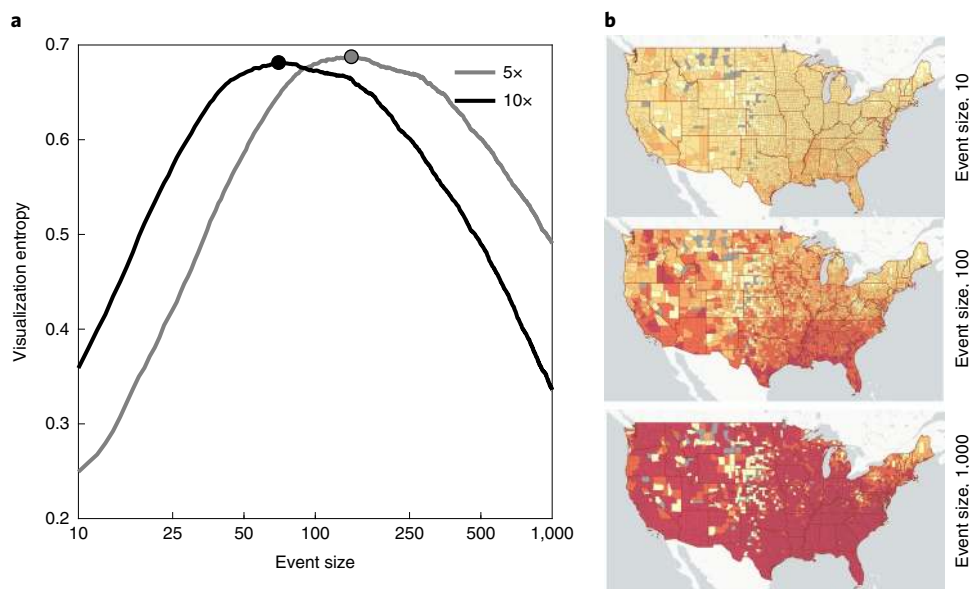 a
b
0.7
0.6
0.5
0.4
0.3
0.2
Visualization entropy
5×
10×
10
25
50
100
250
500
1,000
Event size
Event size, 10
Event size, 100
Event size, 1,000